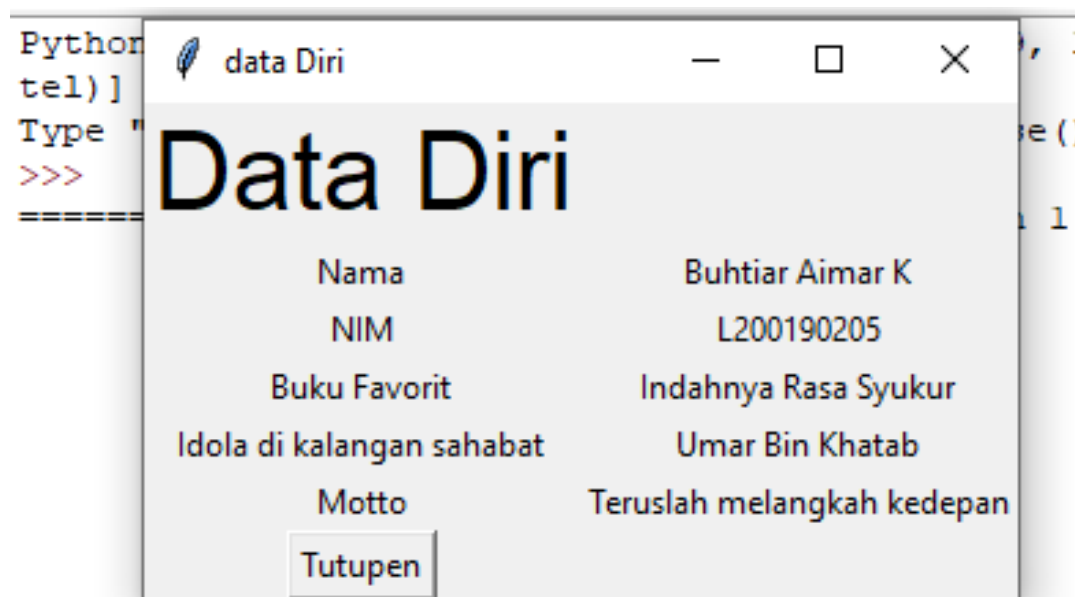 data Diri
Python
tel)]
Type "
>>>
======
Data Diri
Nama Buhtiar Aimar K
NIM L200190205
Buku Favorit Indahnya Rasa Syukur
Idola di kalangan sahabat Umar Bin Khatab
Motto Teruslah melangkah kedepan
Tutupen